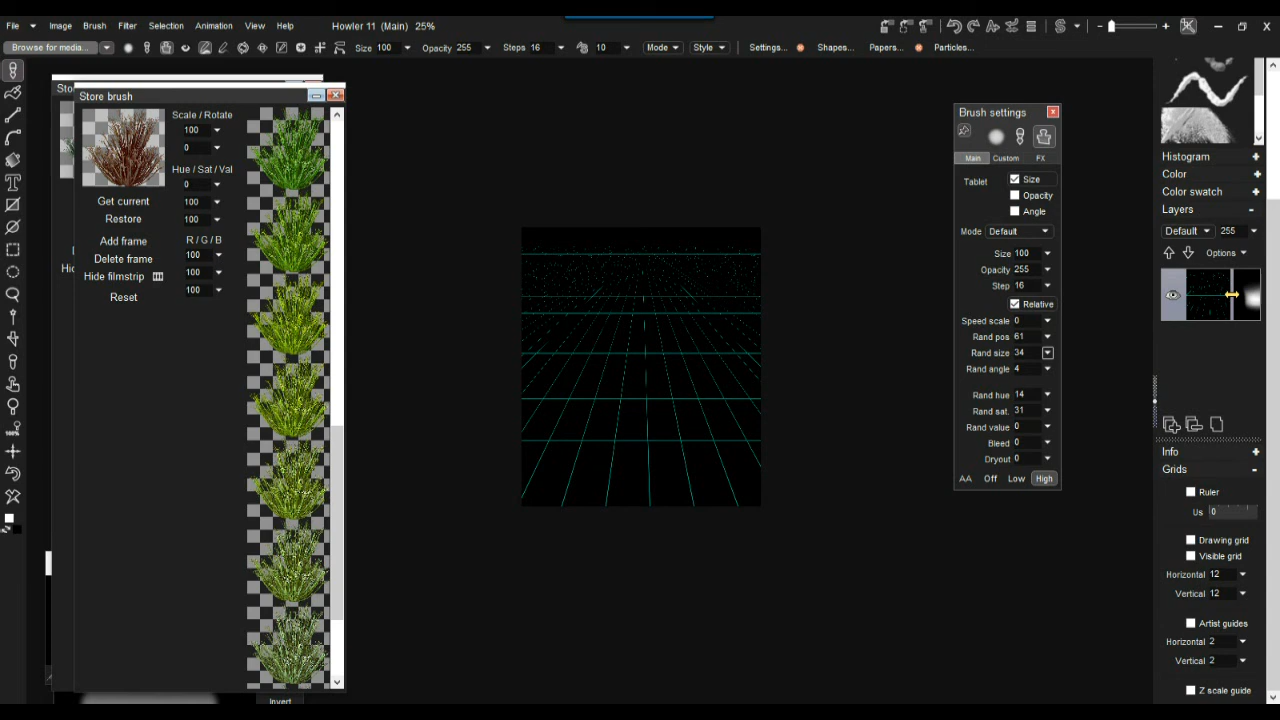 File Image Brush Filter Selection Animation View Help Howler 11 (Main) 25%
Browse for media... Size 100 Opacity 255 Steps 16 10 Mode Style Settings... Shapes... Papers... Particles...
Store brush
Scale / Rotate
100
0
Hue / Sat / Val
0
Get current 100
Restore 100
Add frame R / G / B
Delete frame 100
Hide filmstrip 100
Reset 100
Invert
Brush settings
Main Custom FX
Tablet Size
Opacity
Angle
Mode Default
Size 100
Opacity 255
Step 16
Relative
Speed scale 0
Rand pos 61
Rand size 34
Rand angle 4
Rand hue 14
Rand sat. 31
Rand value 0
Bleed 0
Dryout 0
AA Off Low High
Histogram
Color
Color swatch
Layers
Default 255
Options
Info
Grids
Ruler
Us 0
Drawing grid
Visible grid
Horizontal 12
Vertical 12
Artist guides
Horizontal 2
Vertical 2
Z scale guide